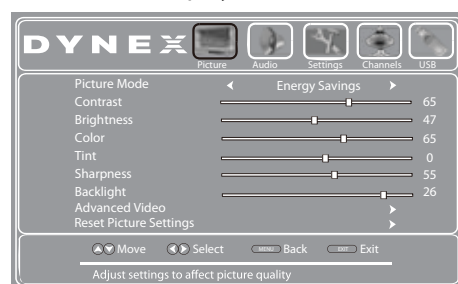 DYNEX
Picture Audio Settings Channels USB
Picture Mode Energy Savings
Contrast 65
Brightness 47
Color 65
Tint 0
Sharpness 55
Backlight 26
Advanced Video
Reset Picture Settings
Move Select MENU Back EXIT Exit
Adjust settings to affect picture quality